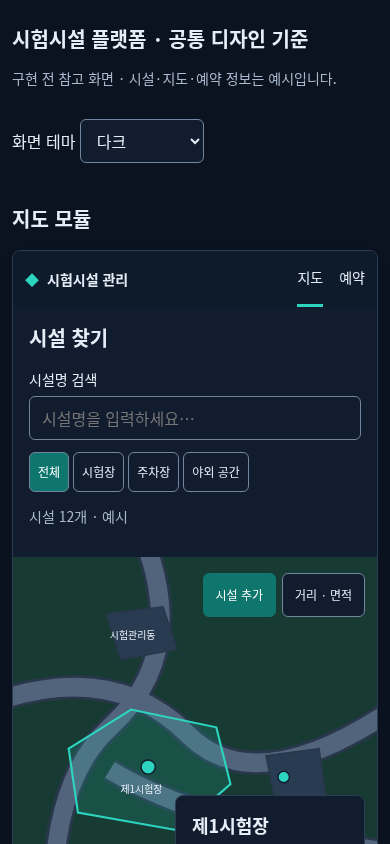 시험시설 플랫폼 · 공통 디자인 기준
구현 전 참고 화면 · 시설·지도·예약 정보는 예시입니다.
화면 테마 다크
지도 모듈
시험시설 관리 지도 예약
시설 찾기
시설명 검색
시설명을 입력하세요…
전체 시험장 주차장 야외 공간
시설 12개 · 예시
시설 추가 거리 · 면적
시험관리동
제1시험장
제1시험장